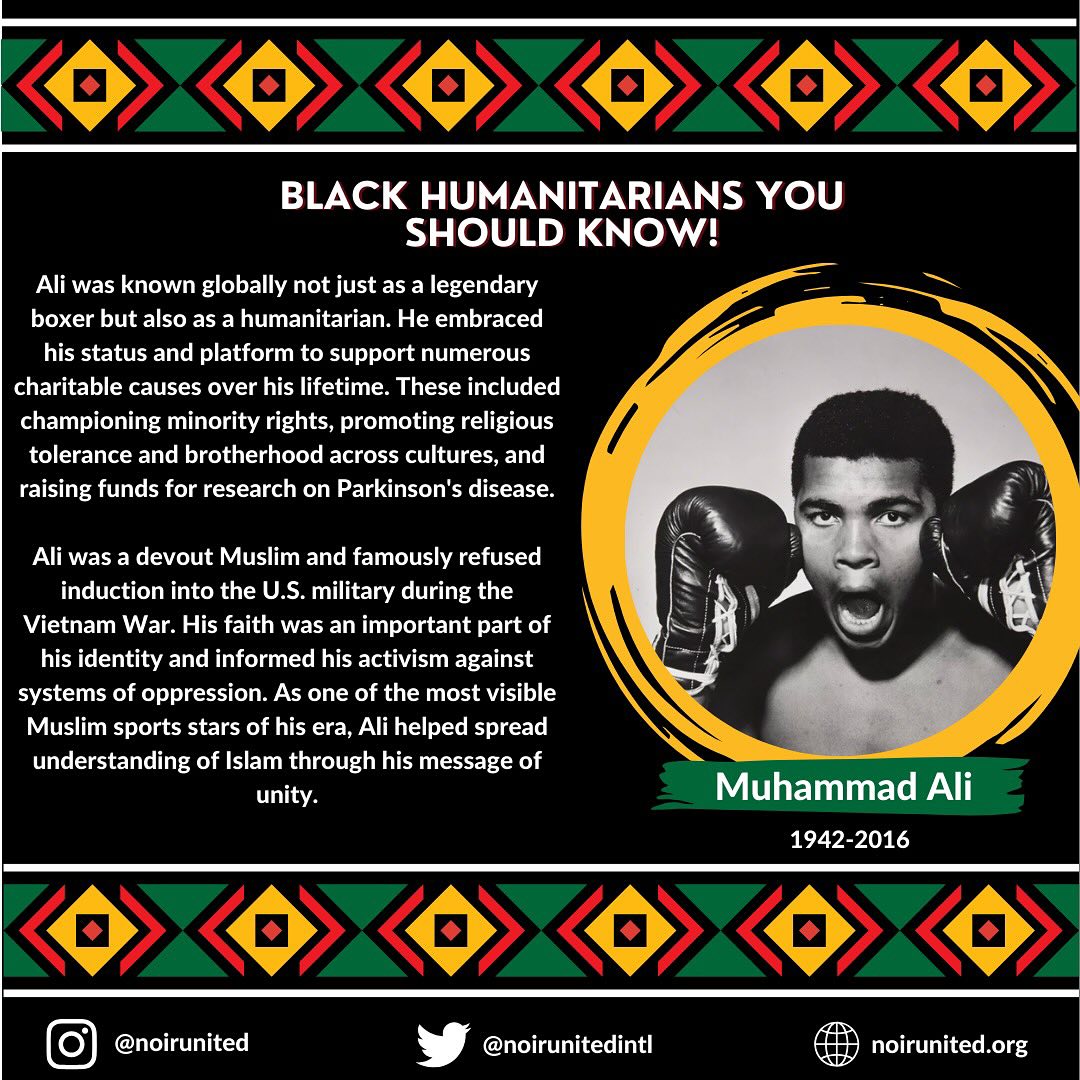 BLACK HUMANITARIANS YOU
SHOULD KNOW!
Ali was known globally not just as a legendary
boxer but also as a humanitarian. He embraced
his status and platform to support numerous
charitable causes over his lifetime. These included
championing minority rights, promoting religious
tolerance and brotherhood across cultures, and
raising funds for research on Parkinson's disease.
Ali was a devout Muslim and famously refused
induction into the U.S. military during the
Vietnam War. His faith was an important part of
his identity and informed his activism against
systems of oppression. As one of the most visible
Muslim sports stars of his era, Ali helped spread
understanding of Islam through his message of
unity.
Muhammad Ali
1942-2016
@noirunited
@noirunitedintl
noirunited.org